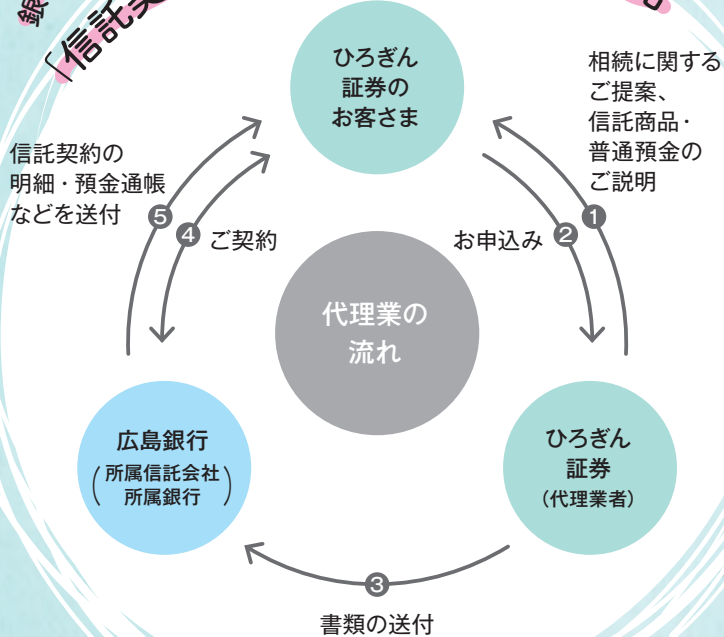 銀
「信託契
ひろぎん
証券の
お客さま
相続に関する
ご提案、
信託商品・
普通預金の
ご説明
信託契約の
明細・預金通帳
などを送付
⑤
④
ご契約
お申込み
②
①
代理業の
流れ
広島銀行
(所属信託会社
所属銀行)
ひろぎん
証券
(代理業者)
③
書類の送付